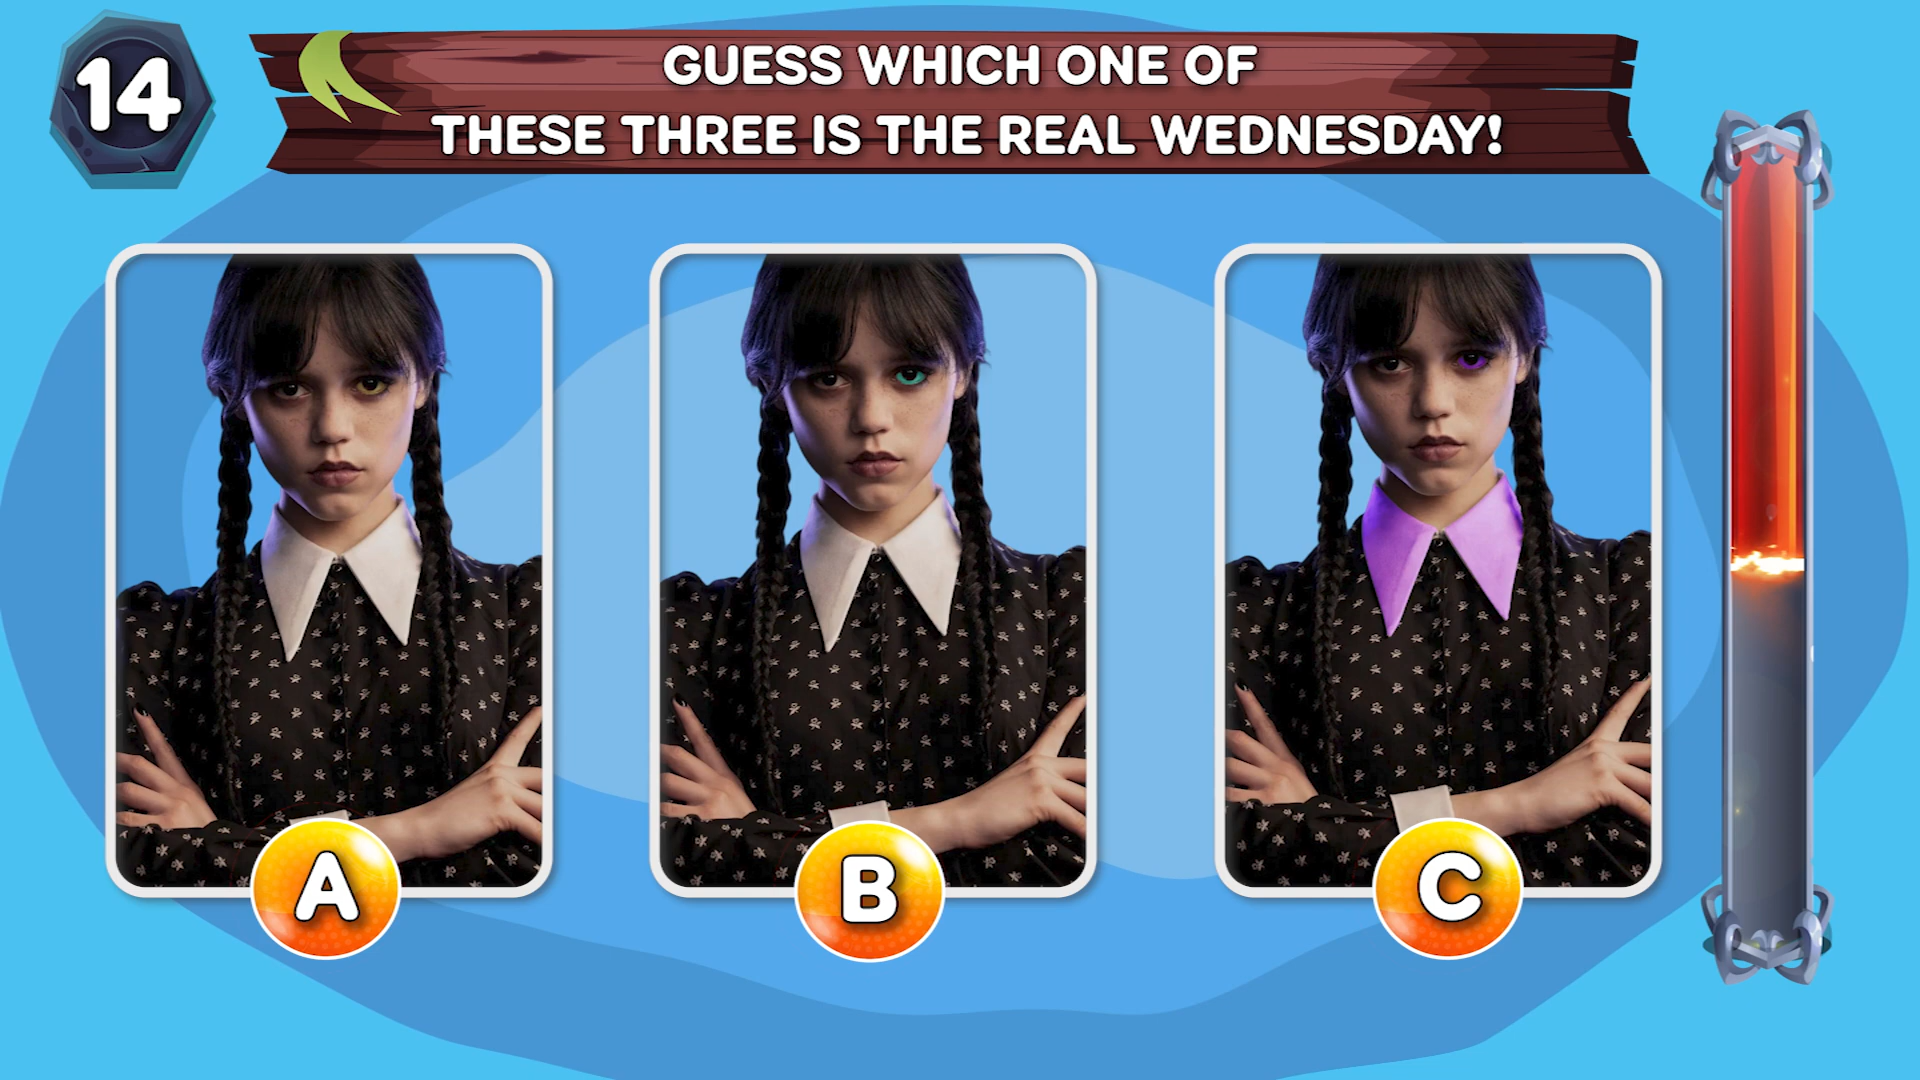 14
GUESS WHICH ONE OF
THESE THREE IS THE REAL WEDNESDAY!
A
B
C